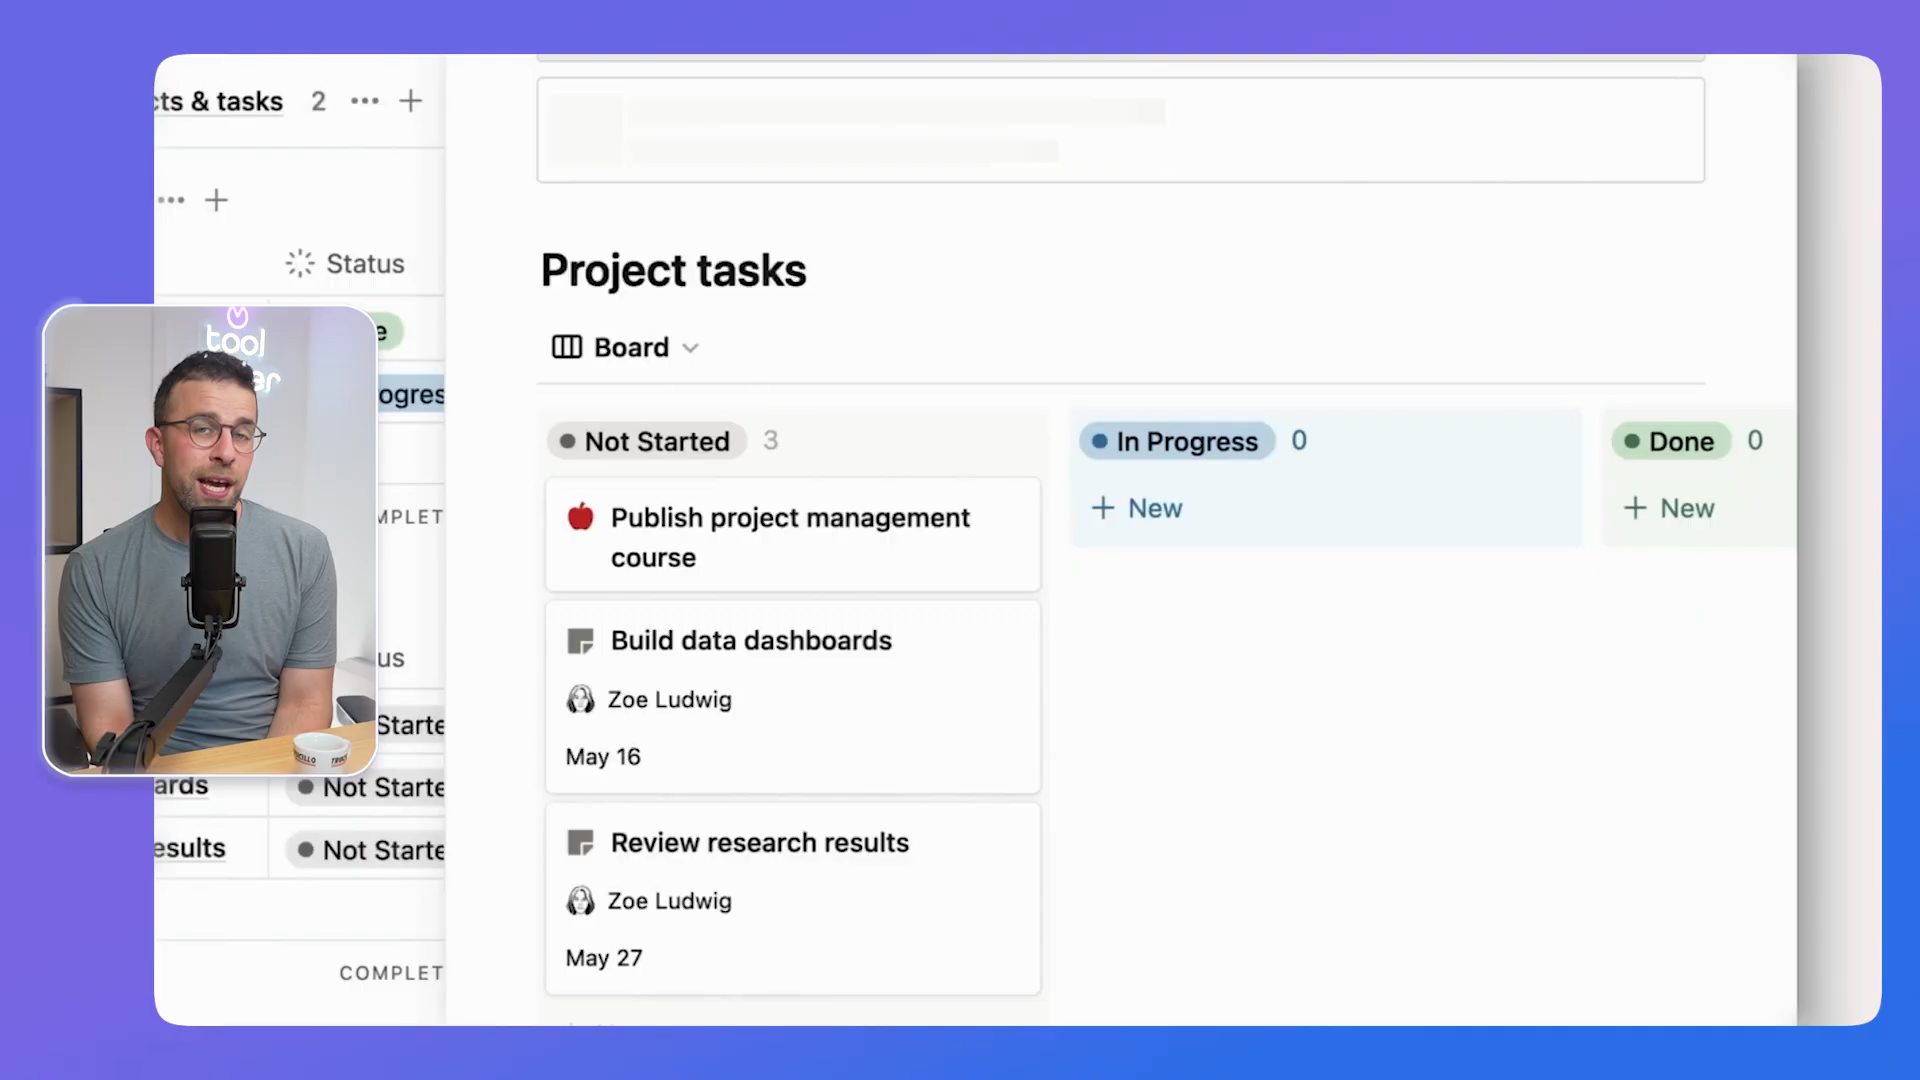 cts & tasks 2
Status
e
ogres
MPLET
us
Starte
ards
Not Starte
esults
Not Starte
COMPLET
tool
er
Project tasks
Board
Not Started 3
Publish project management
course
Build data dashboards
Zoe Ludwig
May 16
Review research results
Zoe Ludwig
May 27
In Progress 0
+ New
Done 0
+ New